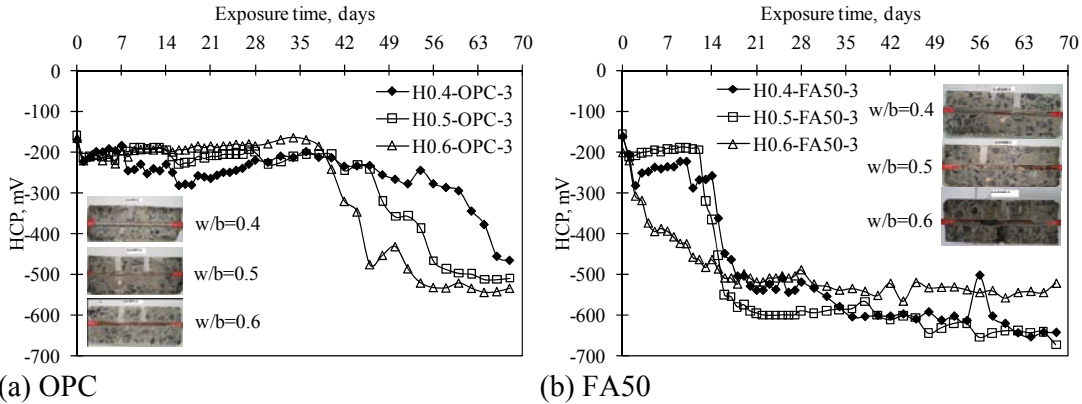 Exposure time, days
0 7 14 21 28 35 42 49 56 63 70
0
-100
-200
-300
-400
-500
-600
-700
HCP, mV
H0.4-OPC-3
H0.5-OPC-3
H0.6-OPC-3
w/b=0.4
w/b=0.5
w/b=0.6
(a) OPC
Exposure time, days
0 7 14 21 28 35 42 49 56 63 70
0
-100
-200
-300
-400
-500
-600
-700
HCP, mV
H0.4-FA50-3
H0.5-FA50-3
H0.6-FA50-3
w/b=0.4
w/b=0.5
w/b=0.6
(b) FA50